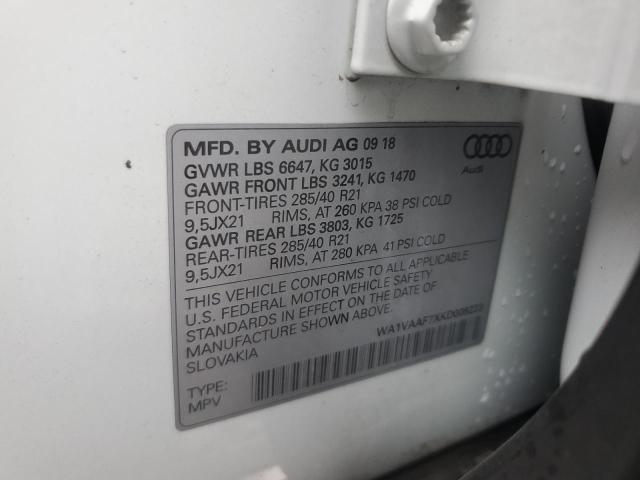 MFD. BY AUDI AG 09 18
GVWR LBS 6647, KG 3015
GAWR FRONT LBS 3241, KG 1470
FRONT-TIRES 285/40 R21
9,5JX21 RIMS, AT 260 KPA 38 PSI COLD
GAWR REAR LBS 3803, KG 1725
REAR-TIRES 285/40 R21
9,5JX21 RIMS, AT 280 KPA 41 PSI COLD
THIS VEHICLE CONFORMS TO ALL APPLICABLE
U.S. FEDERAL MOTOR VEHICLE SAFETY
STANDARDS IN EFFECT ON THE DATE OF
MANUFACTURE SHOWN ABOVE.
SLOVAKIA
TYPE:
MPV
Audi